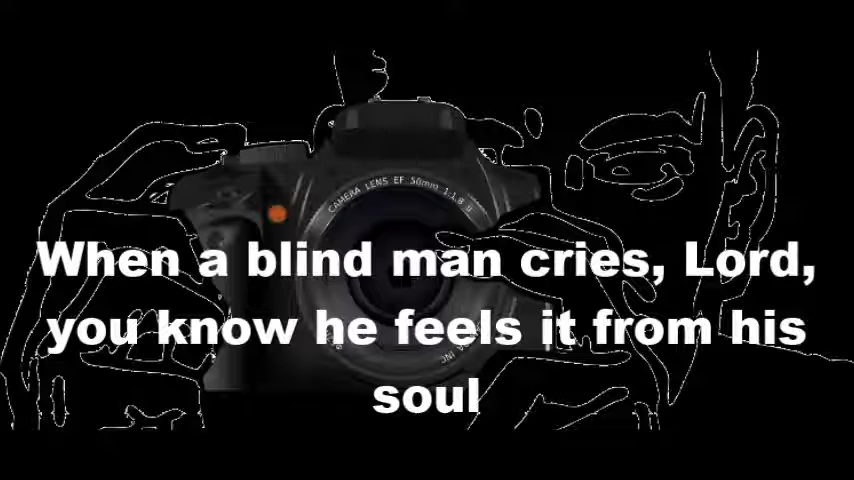 CAMERA LENS EF 50mm 1:1.8 II
When a blind man cries, Lord,
you know he feels it from his
soul
INC